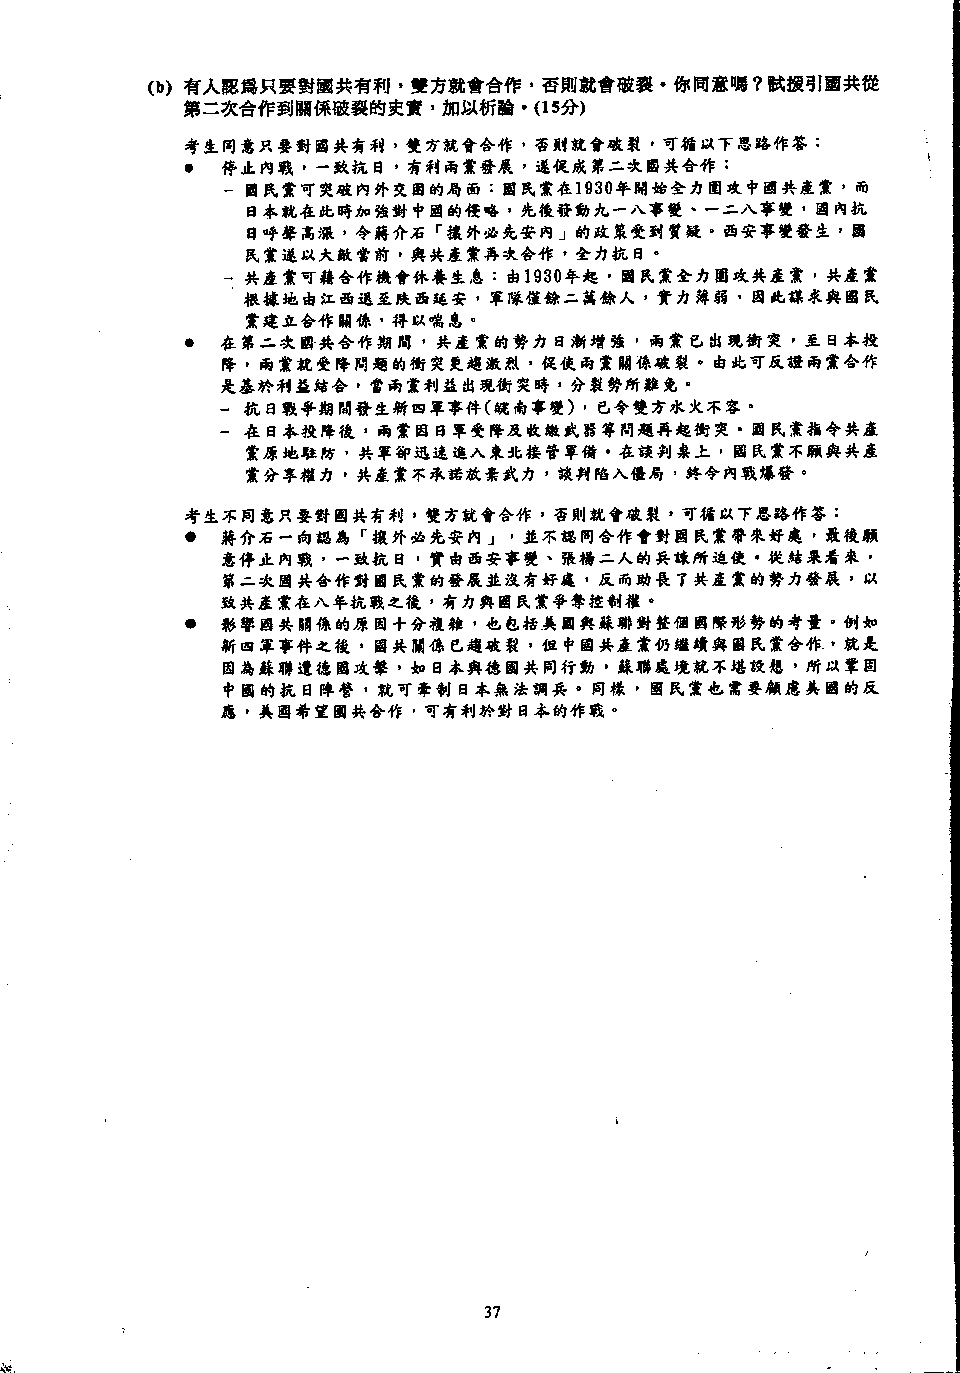 (b) 有人認爲只要對國共有利，雙方就會合作，否則就會破裂。你同意嗎？試援引國共從
第二次合作到關係破裂的史實，加以析論。(15分)
考生同意只要對國共有利，雙方就會合作，否則就會破裂，可循以下思路作答：
● 停止內戰，一致抗日，有利兩黨發展，遂促成第二次國共合作：
– 國民黨可突破內外交困的局面：國民黨在1930年開始全力圍攻中國共產黨，而
日本就在此時加強對中國的侵略，先後發動九一八事變、一二八事變，國內抗
日呼聲高漲，令蔣介石「攘外必先安內」的政策受到質疑。西安事變發生，國
民黨遂以大敵當前，與共產黨再次合作，全力抗日。
– 共產黨可藉合作機會休養生息：由1930年起，國民黨全力圍攻共產黨，共產黨
根據地由江西退至陝西延安，軍隊僅餘二萬餘人，實力薄弱，因此謀求與國民
黨建立合作關係，得以喘息。
● 在第二次國共合作期間，共產黨的勢力日漸增強，兩黨已出現衝突，至日本投
降，兩黨就受降問題的衝突更趨激烈，促使兩黨關係破裂。由此可反證兩黨合作
是基於利益結合，當兩黨利益出現衝突時，分裂勢所難免。
– 抗日戰爭期間發生新四軍事件(皖南事變)，已令雙方水火不容。
– 在日本投降後，兩黨因日軍受降及收繳武器等問題再起衝突。國民黨指令共產
黨原地駐防，共軍卻迅速進入東北接管軍備。在談判桌上，國民黨不願與共產
黨分享權力，共產黨不承諾放棄武力，談判陷入僵局，終令內戰爆發。
考生不同意只要對國共有利，雙方就會合作，否則就會破裂，可循以下思路作答：
● 蔣介石一向認為「攘外必先安內」，並不認同合作會對國民黨帶來好處，最後願
意停止內戰，一致抗日，實由西安事變、張楊二人的兵諫所迫使。從結果看來，
第二次國共合作對國民黨的發展並沒有好處，反而助長了共產黨的勢力發展，以
致共產黨在八年抗戰之後，有力與國民黨爭奪控制權。
● 影響國共關係的原因十分複雜，也包括美國與蘇聯對整個國際形勢的考量。例如
新四軍事件之後，國共關係已趨破裂，但中國共產黨仍繼續與國民黨合作，就是
因為蘇聯遭德國攻擊，如日本與德國共同行動，蘇聯處境就不堪設想，所以鞏固
中國的抗日陣營，就可牽制日本無法調兵。同樣，國民黨也需要顧慮美國的反
應，美國希望國共合作，可有利於對日本的作戰。
37